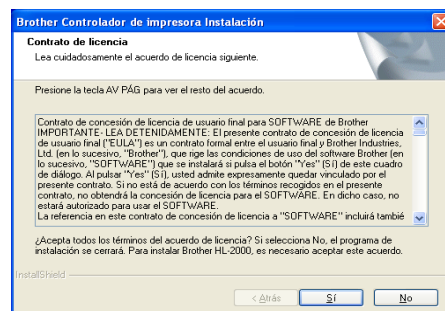 Brother Controlador de impresora Instalación
Contrato de licencia
Lea cuidadosamente el acuerdo de licencia siguiente.
Presione la tecla AV PÁG para ver el resto del acuerdo.
Contrato de concesión de licencia de usuario final para SOFTWARE de Brother
IMPORTANTE- LEA DETENIDAMENTE: El presente contrato de concesión de licencia
de usuario final ("EULA") es un contrato formal entre el usuario final y Brother Industries,
Ltd. (en lo sucesivo, "Brother"), que rige las condiciones de uso del software Brother (en
lo sucesivo, "SOFTWARE") que se instalará si pulsa el botón "Yes" (Sí) de este cuadro
de diálogo. Al pulsar "Yes" (Sí), usted admite expresamente quedar vinculado por el
presente contrato. Si no está de acuerdo con los términos recogidos en el presente
contrato, no obtendrá la concesión de licencia para el SOFTWARE. En dicho caso, no
estará autorizado para usar el SOFTWARE.
La referencia en este contrato de concesión de licencia a "SOFTWARE" incluirá tambié
¿Acepta todos los términos del acuerdo de licencia? Si selecciona No, el programa de
instalación se cerrará. Para instalar Brother HL-2000, es necesario aceptar este acuerdo.
InstallShield
< Atrás Sí No